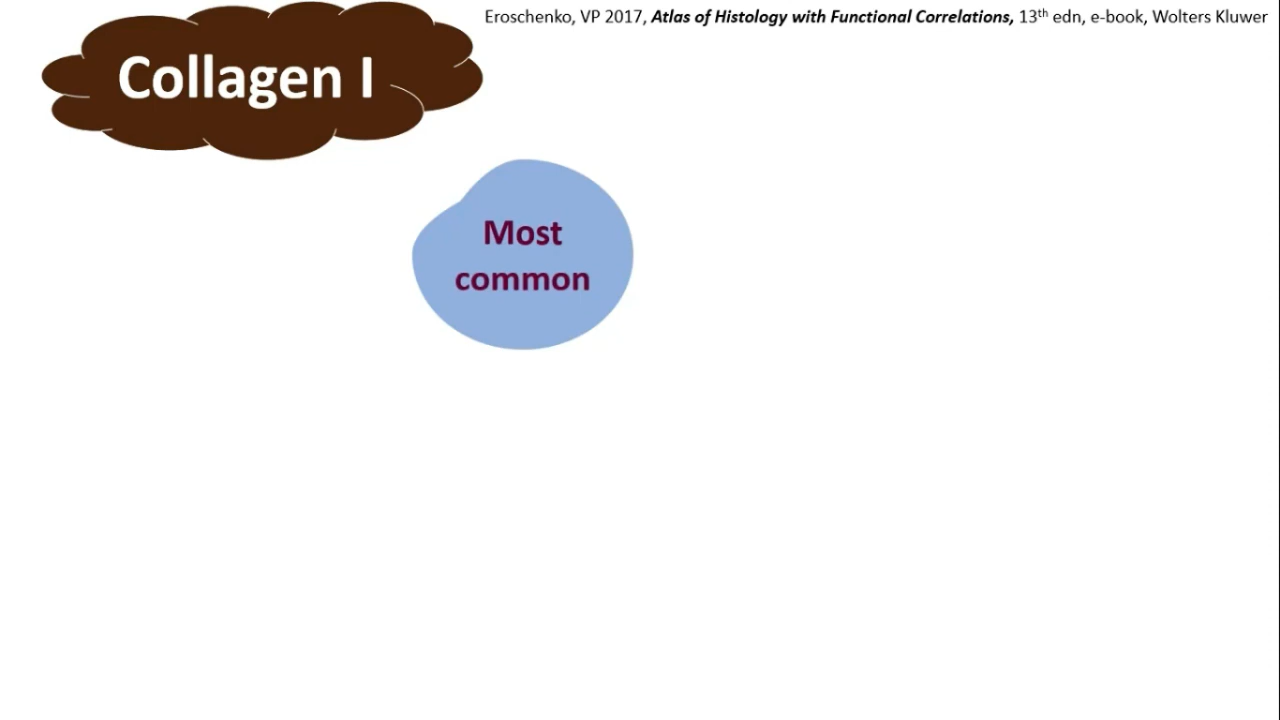 Eroschenko, VP 2017, Atlas of Histology with Functional Correlations, 13th edn, e-book, Wolters Kluwer
Collagen I
Most
common